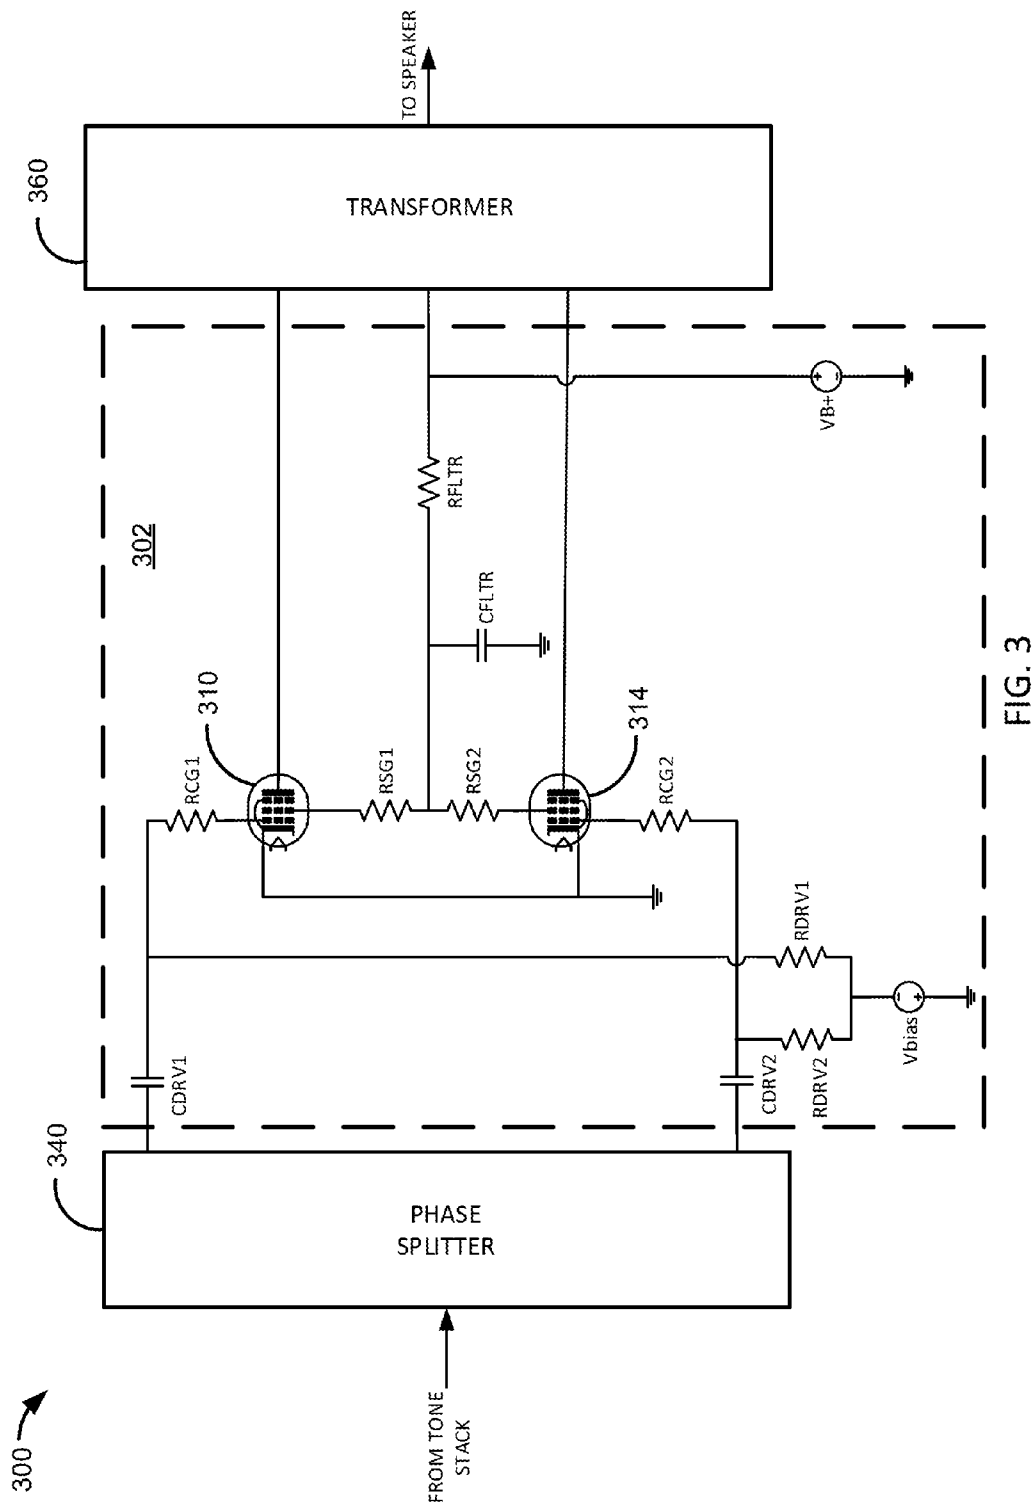 300
FROM TONE
STACK
340
PHASE
SPLITTER
302
CDRV1
CDRV2
RDRV2
RDRV1
Vbias
-
+
RCG1
310
RSG1
RSG2
314
RCG2
CFLTR
RFLTR
VB+
+
-
360
TRANSFORMER
TO SPEAKER
FIG. 3